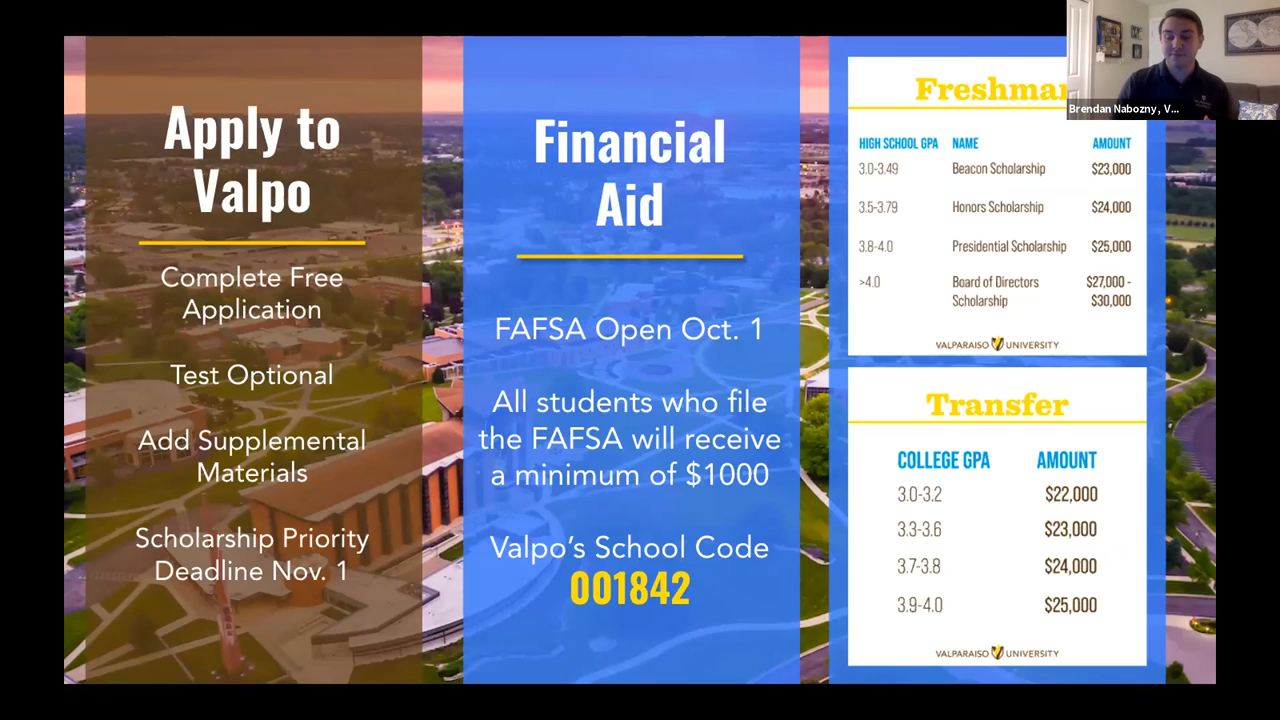 Apply to
Valpo
Complete Free
Application
Test Optional
Add Supplemental
Materials
Scholarship Priority
Deadline Nov. 1
Financial
Aid
FAFSA Open Oct. 1
All students who file
the FAFSA will receive
a minimum of $1000
Valpo's School Code
001842
HIGH SCHOOL GPA NAME AMOUNT
3.0-3.49 Beacon Scholarship $23,000
3.5-3.79 Honors Scholarship $24,000
3.8-4.0 Presidential Scholarship $25,000
>4.0 Board of Directors $27,000 -
Scholarship $30,000
VALPARAISO UNIVERSITY
Transfer
COLLEGE GPA AMOUNT
3.0-3.2 $22,000
3.3-3.6 $23,000
3.7-3.8 $24,000
3.9-4.0 $25,000
VALPARAISO UNIVERSITY
Brendan Nabozny, V...